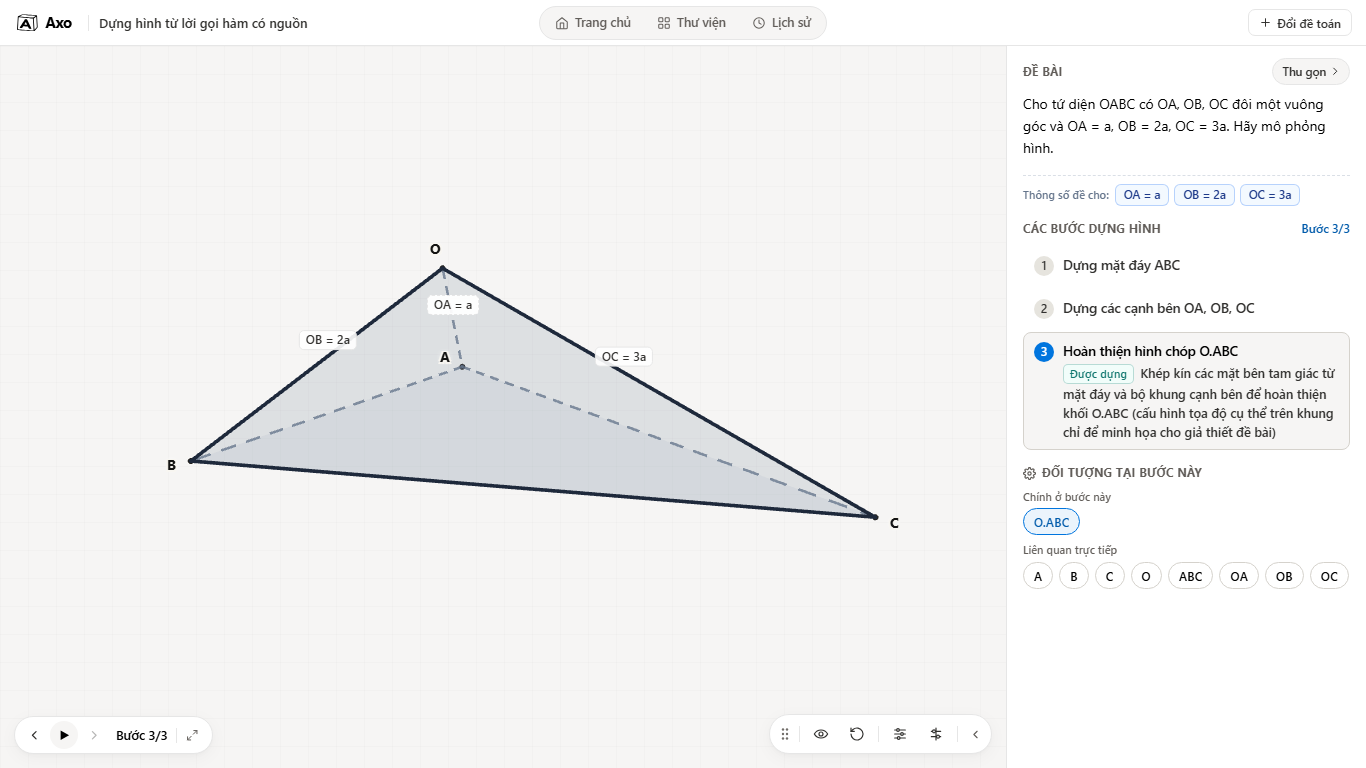 Axo
Dựng hình từ lời gọi hàm có nguồn
Trang chủ
Thư viện
Lịch sử
Đổi đề toán
ĐỀ BÀI
Thu gọn
Cho tứ diện OABC có OA, OB, OC đôi một vuông
góc và OA = a, OB = 2a, OC = 3a. Hãy mô phỏng
hình.
Thông số đề cho:
OA = a
OB = 2a
OC = 3a
CÁC BƯỚC DỰNG HÌNH
Bước 3/3
1
Dựng mặt đáy ABC
2
Dựng các cạnh bên OA, OB, OC
3
Hoàn thiện hình chóp O.ABC
Được dựng Khép kín các mặt bên tam giác từ
mặt đáy và bộ khung cạnh bên để hoàn thiện
khối O.ABC (cấu hình tọa độ cụ thể trên khung
chỉ để minh họa cho giả thiết đề bài)
ĐỐI TƯỢNG TẠI BƯỚC NÀY
Chính ở bước này
O.ABC
Liên quan trực tiếp
A
B
C
O
ABC
OA
OB
OC
O
OA = a
OB = 2a
A
OC = 3a
B
C
Bước 3/3